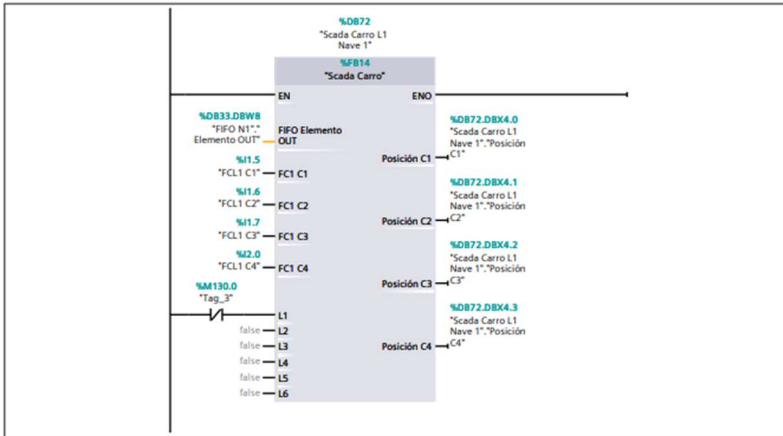 %DB72
"Scada Carro L1
Nave 1"
%FB14
"Scada Carro"
EN
ENO
%DB33.DBW8
"FIFO N1"."
Elemento OUT"
FIFO Elemento
OUT
%I1.5
"FCL1 C1"
FC1 C1
%I1.6
"FCL1 C2"
FC1 C2
%I1.7
"FCL1 C3"
FC1 C3
%I2.0
"FCL1 C4"
FC1 C4
%M130.0
"Tag_3"
L1
false
L2
false
L3
false
L4
false
L5
false
L6
Posición C1
%DB72.DBX4.0
"Scada Carro L1
Nave 1"."Posición
C1"
Posición C2
%DB72.DBX4.1
"Scada Carro L1
Nave 1"."Posición
C2"
Posición C3
%DB72.DBX4.2
"Scada Carro L1
Nave 1"."Posición
C3"
Posición C4
%DB72.DBX4.3
"Scada Carro L1
Nave 1"."Posición
C4"